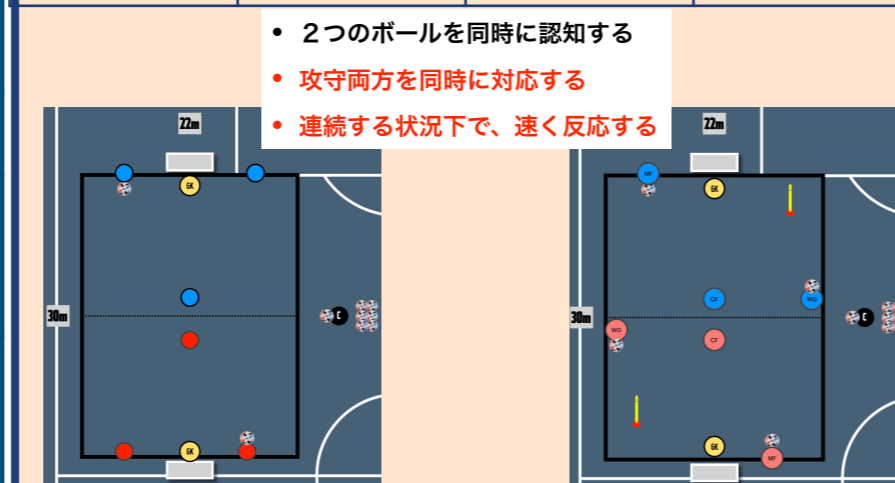 • ２つのボールを同時に認知する
• 攻守両方を同時に対応する
• 連続する状況下で、速く反応する
22m
GK
30m
C
GK
22m
MF
GK
CF
WG
30m
WG
CF
C
GK
MF